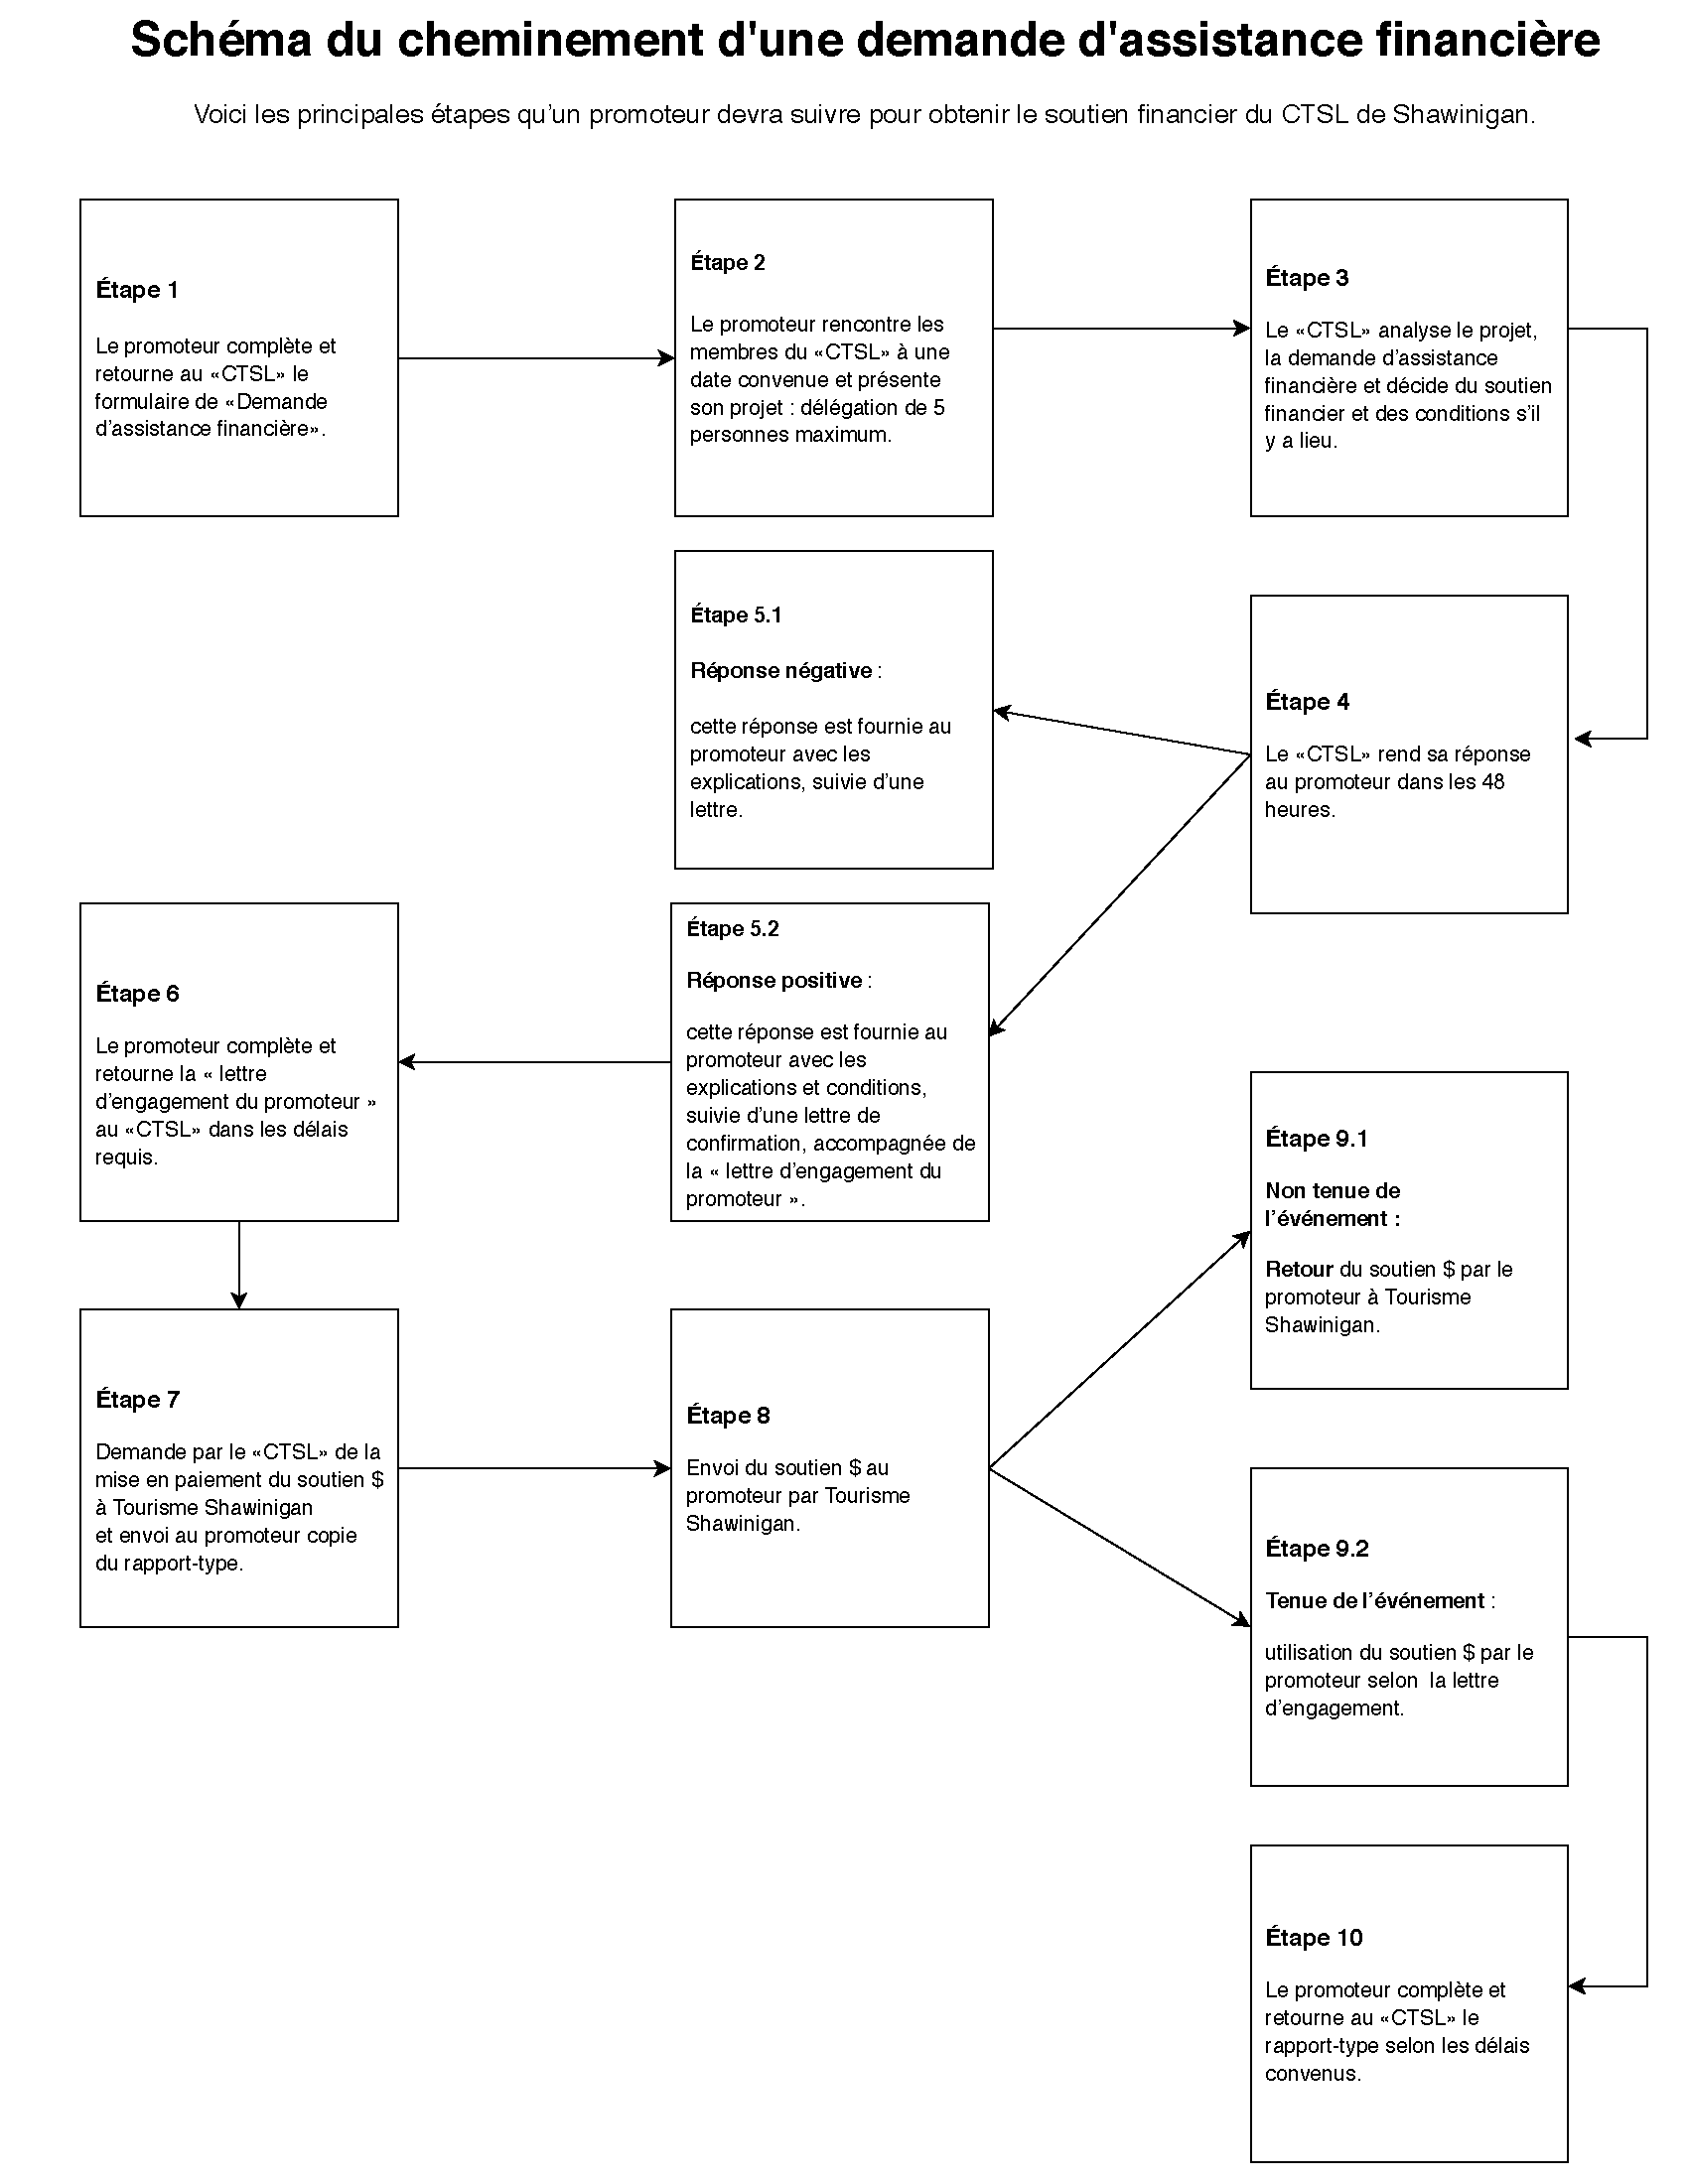 Schéma du cheminement d'une demande d'assistance financière
Voici les principales étapes qu'un promoteur devra suivre pour obtenir le soutien financier du CTSL de Shawinigan.
Étape 1
Le promoteur complète et
retourne au «CTSL» le
formulaire de «Demande
d'assistance financière».
Étape 2
Le promoteur rencontre les
membres du «CTSL» à une
date convenue et présente
son projet : délégation de 5
personnes maximum.
Étape 3
Le «CTSL» analyse le projet,
la demande d'assistance
financière et décide du soutien
financier et des conditions s'il
y a lieu.
Étape 4
Le «CTSL» rend sa réponse
au promoteur dans les 48
heures.
Étape 5.1
Réponse négative :
cette réponse est fournie au
promoteur avec les
explications, suivie d'une
lettre.
Étape 5.2
Réponse positive :
cette réponse est fournie au
promoteur avec les
explications et conditions,
suivie d'une lettre de
confirmation, accompagnée de
la « lettre d'engagement du
promoteur ».
Étape 6
Le promoteur complète et
retourne la « lettre
d'engagement du promoteur »
au «CTSL» dans les délais
requis.
Étape 7
Demande par le «CTSL» de la
mise en paiement du soutien $
à Tourisme Shawinigan
et envoi au promoteur copie
du rapport-type.
Étape 8
Envoi du soutien $ au
promoteur par Tourisme
Shawinigan.
Étape 9.1
Non tenue de
l'événement :
Retour du soutien $ par le
promoteur à Tourisme
Shawinigan.
Étape 9.2
Tenue de l'événement :
utilisation du soutien $ par le
promoteur selon  la lettre
d'engagement.
Étape 10
Le promoteur complète et
retourne au «CTSL» le
rapport-type selon les délais
convenus.